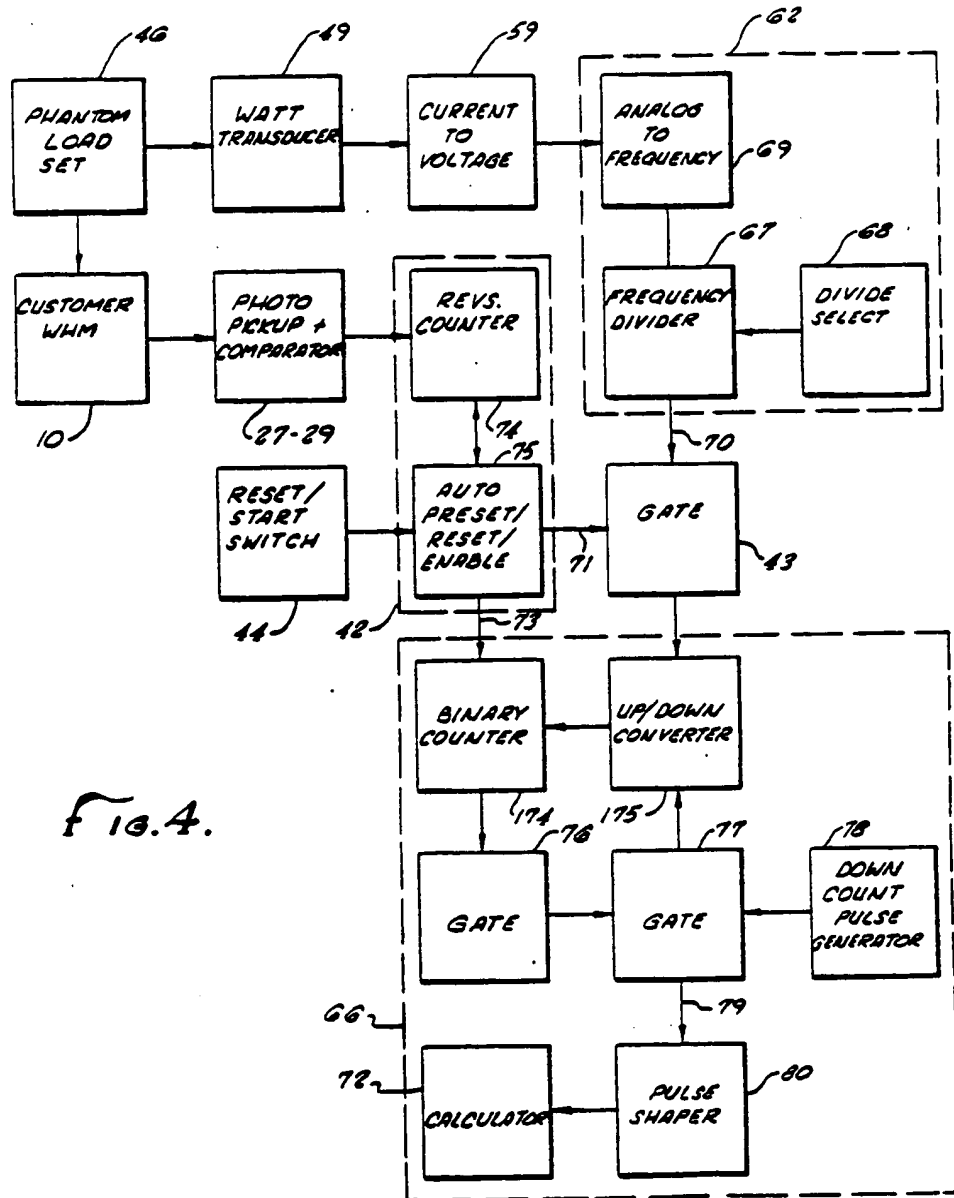 46
49
59
62
PHANTOM
LOAD
SET
WATT
TRANSDUCER
CURRENT
TO
VOLTAGE
ANALOG
TO
FREQUENCY
69
67
68
CUSTOMER
WHM
PHOTO
PICKUP +
COMPARATOR
REVS.
COUNTER
FREQUENCY
DIVIDER
DIVIDE
SELECT
10
27-29
74
70
75
RESET/
START
SWITCH
AUTO
PRESET/
RESET/
ENABLE
71
GATE
43
44
42
73
BINARY
COUNTER
UP/DOWN
CONVERTER
FIG.4.
174
175
76
77
78
GATE
GATE
DOWN
COUNT
PULSE
GENERATOR
79
66
72
80
CALCULATOR
PULSE
SHAPER